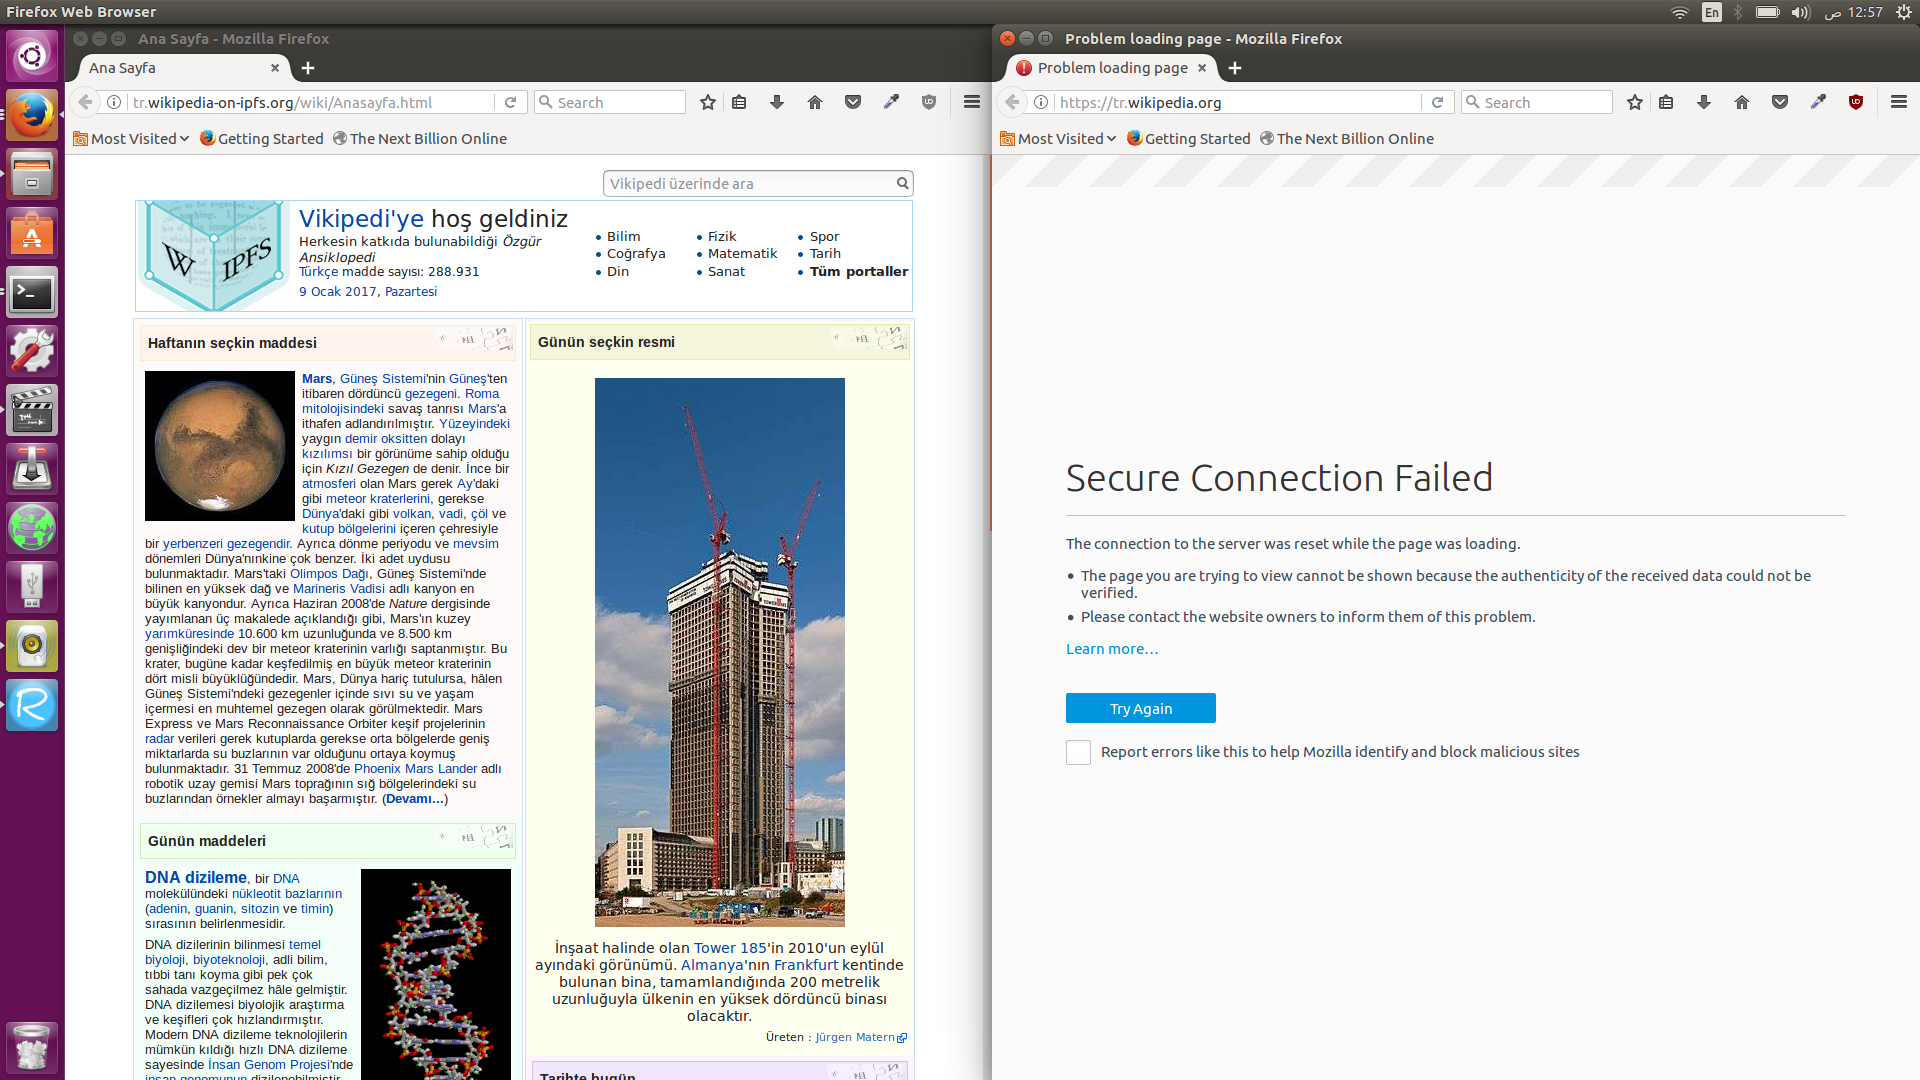 Firefox Web Browser
En
ص 12:57
Ana Sayfa - Mozilla Firefox
Ana Sayfa
tr.wikipedia-on-ipfs.org/wiki/Anasayfa.html
Search
Most Visited
Getting Started
The Next Billion Online
Vikipedi üzerinde ara
W IPFS
Vikipedi'ye hoş geldiniz
Herkesin katkıda bulunabildiği Özgür
Ansiklopedi
Türkçe madde sayısı: 288.931
9 Ocak 2017, Pazartesi
Bilim
Coğrafya
Din
Fizik
Matematik
Sanat
Spor
Tarih
Tüm portaller
Haftanın seçkin maddesi
Mars, Güneş Sistemi'nin Güneş'ten
itibaren dördüncü gezegeni. Roma
mitolojisindeki savaş tanrısı Mars'a
ithafen adlandırılmıştır. Yüzeyindeki
yaygın demir oksitten dolayı
kızılımsı bir görünüme sahip olduğu
için Kızıl Gezegen de denir. İnce bir
atmosferi olan Mars gerek Ay'daki
gibi meteor kraterlerini, gerekse
Dünya'daki gibi volkan, vadi, çöl ve
kutup bölgelerini içeren çehresiyle
bir yerbenzeri gezegendir. Ayrıca dönme periyodu ve mevsim
dönemleri Dünya'nınkine çok benzer. İki adet uydusu
bulunmaktadır. Mars'taki Olimpos Dağı, Güneş Sistemi'nde
bilinen en yüksek dağ ve Marineris Vadisi adlı kanyon en
büyük kanyondur. Ayrıca Haziran 2008'de Nature dergisinde
yayımlanan üç makalede açıklandığı gibi, Mars'ın kuzey
yarımküresinde 10.600 km uzunluğunda ve 8.500 km
genişliğindeki dev bir meteor kraterinin varlığı saptanmıştır. Bu
krater, bugüne kadar keşfedilmiş en büyük meteor kraterinin
dört misli büyüklüğündedir. Mars, Dünya hariç tutulursa, hâlen
Güneş Sistemi'ndeki gezegenler içinde sıvı su ve yaşam
içermesi en muhtemel gezegen olarak görülmektedir. Mars
Express ve Mars Reconnaissance Orbiter keşif projelerinin
radar verileri gerek kutuplarda gerekse orta bölgelerde geniş
miktarlarda su buzlarının var olduğunu ortaya koymuş
bulunmaktadır. 31 Temmuz 2008'de Phoenix Mars Lander adlı
robotik uzay gemisi Mars toprağının sığ bölgelerindeki su
buzlarından örnekler almayı başarmıştır. (Devamı...)
Günün maddeleri
DNA dizileme, bir DNA
molekülündeki nükleotit bazlarının
(adenin, guanin, sitozin ve timin)
sırasının belirlenmesidir.
DNA dizilerinin bilinmesi temel
biyoloji, biyoteknoloji, adli bilim,
tıbbi tanı koyma gibi pek çok
sahada vazgeçilmez hâle gelmiştir.
DNA dizilemesi biyolojik araştırma
ve keşifleri çok hızlandırmıştır.
Modern DNA dizileme teknolojilerin
mümkün kıldığı hızlı DNA dizileme
sayesinde İnsan Genom Projesi'nde
insan genomunun dizilenebilmiştir
Günün seçkin resmi
İnşaat halinde olan Tower 185'in 2010'un eylül
ayındaki görünümü. Almanya'nın Frankfurt kentinde
bulunan bina, tamamlandığında 200 metrelik
uzunluğuyla ülkenin en yüksek dördüncü binası
olacaktır.
Üreten : Jürgen Matern
Tarihte bugün
Problem loading page - Mozilla Firefox
Problem loading page
https://tr.wikipedia.org
Search
Most Visited
Getting Started
The Next Billion Online
Secure Connection Failed
The connection to the server was reset while the page was loading.
The page you are trying to view cannot be shown because the authenticity of the received data could not be
verified.
Please contact the website owners to inform them of this problem.
Learn more…
Try Again
Report errors like this to help Mozilla identify and block malicious sites